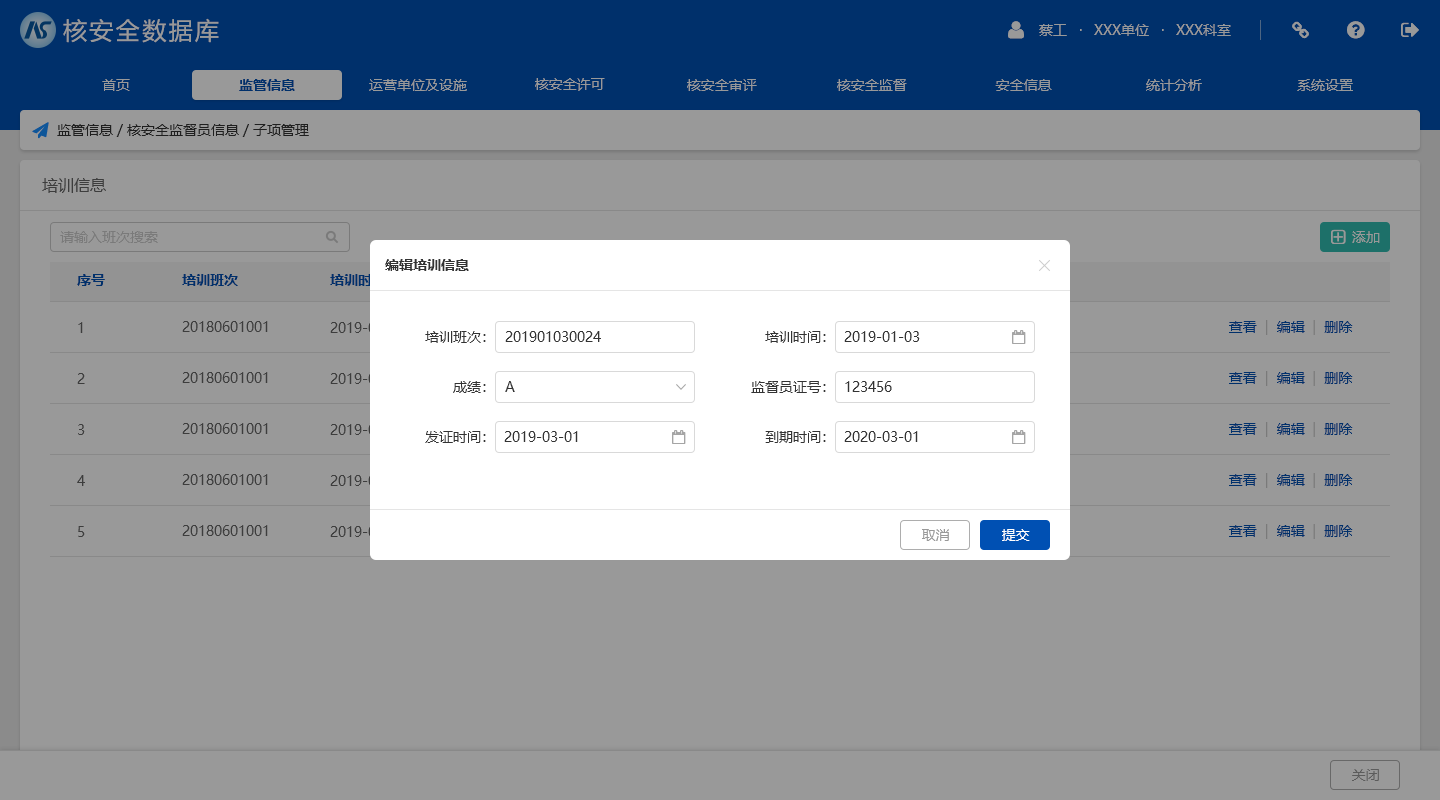 核安全数据库
蔡工 · XXX单位 · XXX科室
首页 监管信息 运营单位及设施 核安全许可 核安全审评 核安全监督 安全信息 统计分析 系统设置
监管信息 / 核安全监督员信息 / 子项管理
培训信息
请输入班次搜索 添加
序号 培训班次 培训时
编辑培训信息
1 20180601001 2019- 查看 | 编辑 | 删除
2 20180601001 2019- 查看 | 编辑 | 删除
3 20180601001 2019- 查看 | 编辑 | 删除
4 20180601001 2019- 查看 | 编辑 | 删除
5 20180601001 2019- 查看 | 编辑 | 删除
培训班次： 201901030024 培训时间： 2019-01-03
成绩： A 监督员证号： 123456
发证时间： 2019-03-01 到期时间： 2020-03-01
取消 提交
关闭